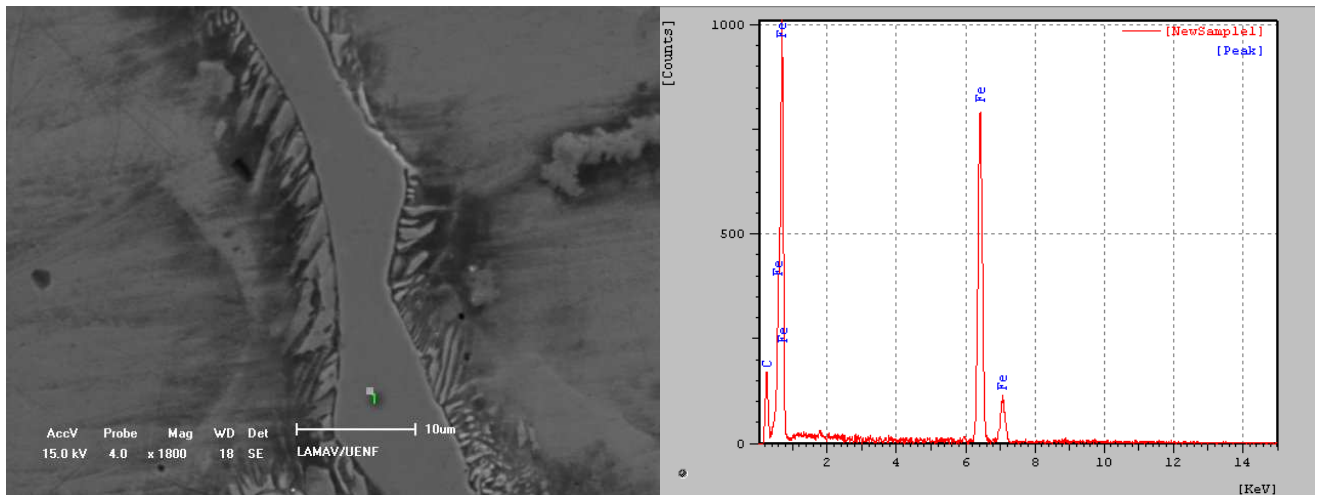 AccV Probe Mag WD Det
15.0 kV 4.0 x 1800 18 SE
10um
LAMAV/UENF
[Counts]
1000
500
0
[NewSample1]
[Peak]
Fe
Fe
Fe
C
Fe
Fe
2 4 6 8 10 12 14
[KeV]